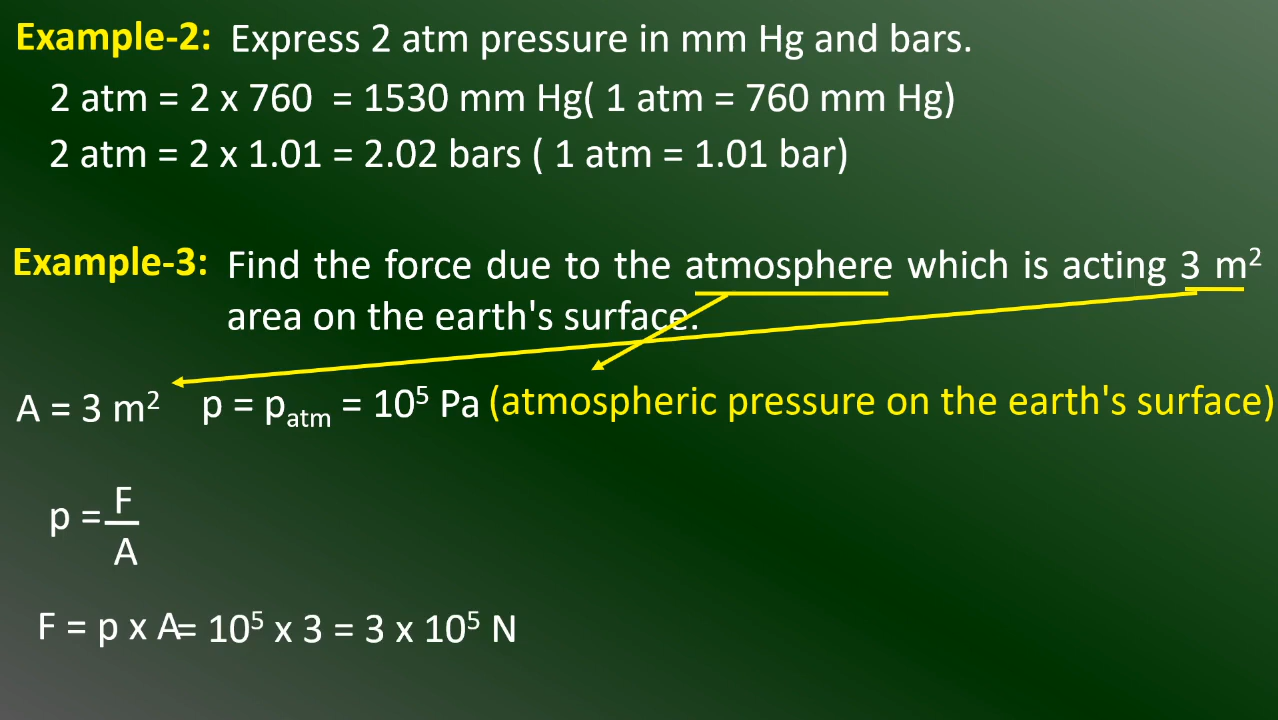 Example-2: Express 2 atm pressure in mm Hg and bars.
2 atm = 2 x 760 = 1530 mm Hg( 1 atm = 760 mm Hg)
2 atm = 2 x 1.01 = 2.02 bars ( 1 atm = 1.01 bar)
Example-3: Find the force due to the atmosphere which is acting 3 m²
area on the earth's surface.
A = 3 m² p = pₐₜₘ = 10⁵ Pa (atmospheric pressure on the earth's surface)
p = F
A
F = p x A= 10⁵ x 3 = 3 x 10⁵ N